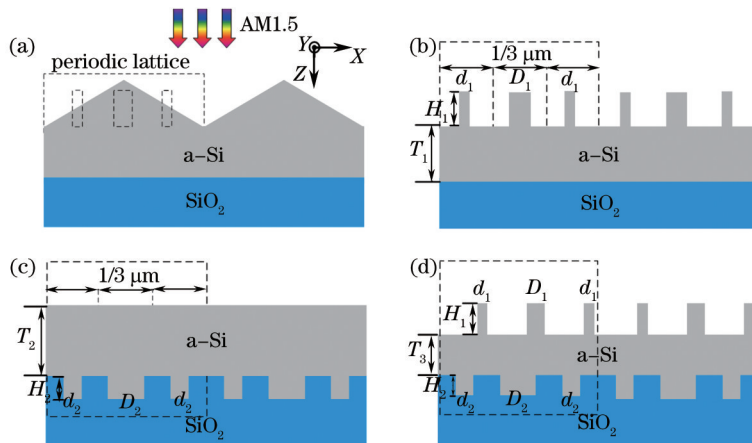 (a)
AM1.5
Y
X
Z
periodic lattice
a-Si
SiO₂
(b)
1/3 μm
d₁
D₁
d₁
H₁
T₁
a-Si
SiO₂
(c)
1/3 μm
T₂
a-Si
H₂
d₂
D₂
d₂
SiO₂
(d)
d₁
D₁
d₁
H₁
T₃
a-Si
H₂
d₂
D₂
d₂
SiO₂